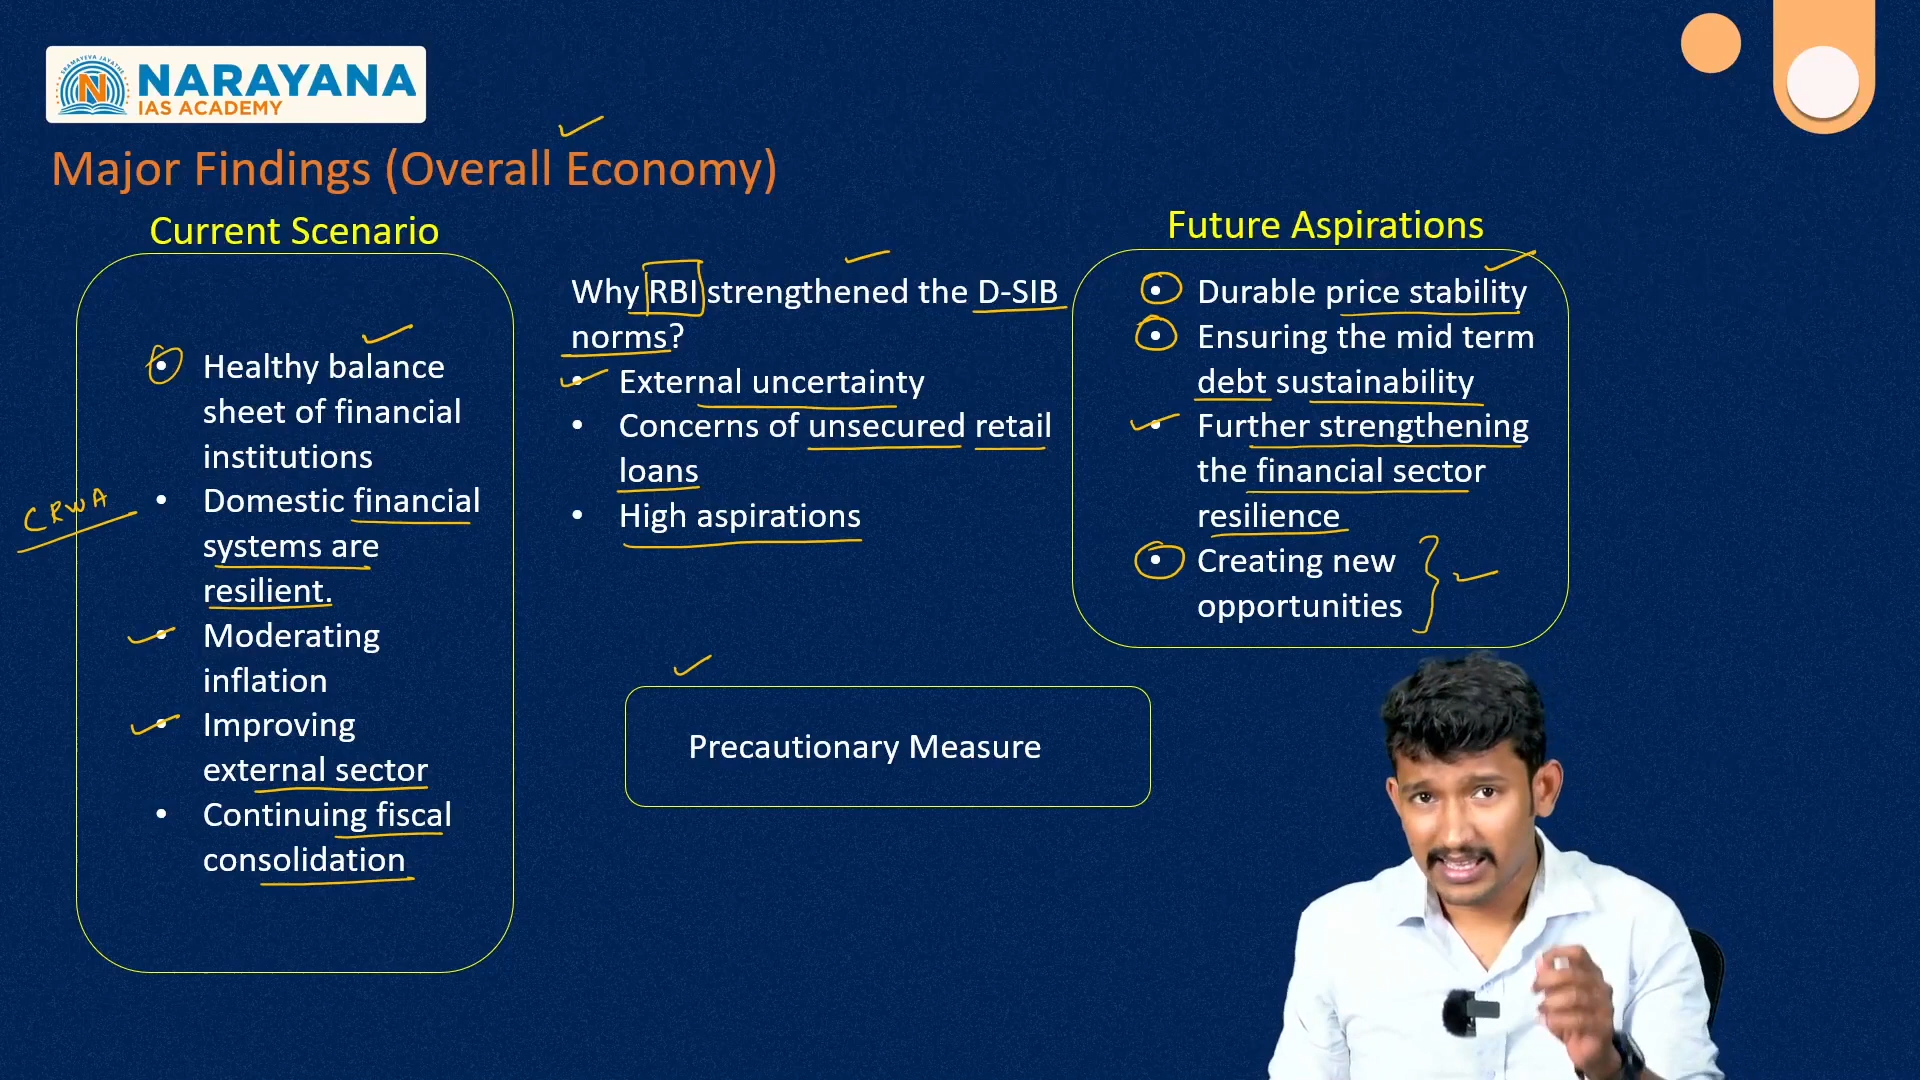 SRAMAYEVA JAYATHE
N
NARAYANA
IAS ACADEMY
Major Findings (Overall Economy)
Current Scenario
• Healthy balance
sheet of financial
institutions
CRWA
• Domestic financial
systems are
resilient.
• Moderating
inflation
• Improving
external sector
• Continuing fiscal
consolidation
Why RBI strengthened the D-SIB
norms?
• External uncertainty
• Concerns of unsecured retail
loans
• High aspirations
Precautionary Measure
Future Aspirations
• Durable price stability
• Ensuring the mid term
debt sustainability
• Further strengthening
the financial sector
resilience
• Creating new
opportunities